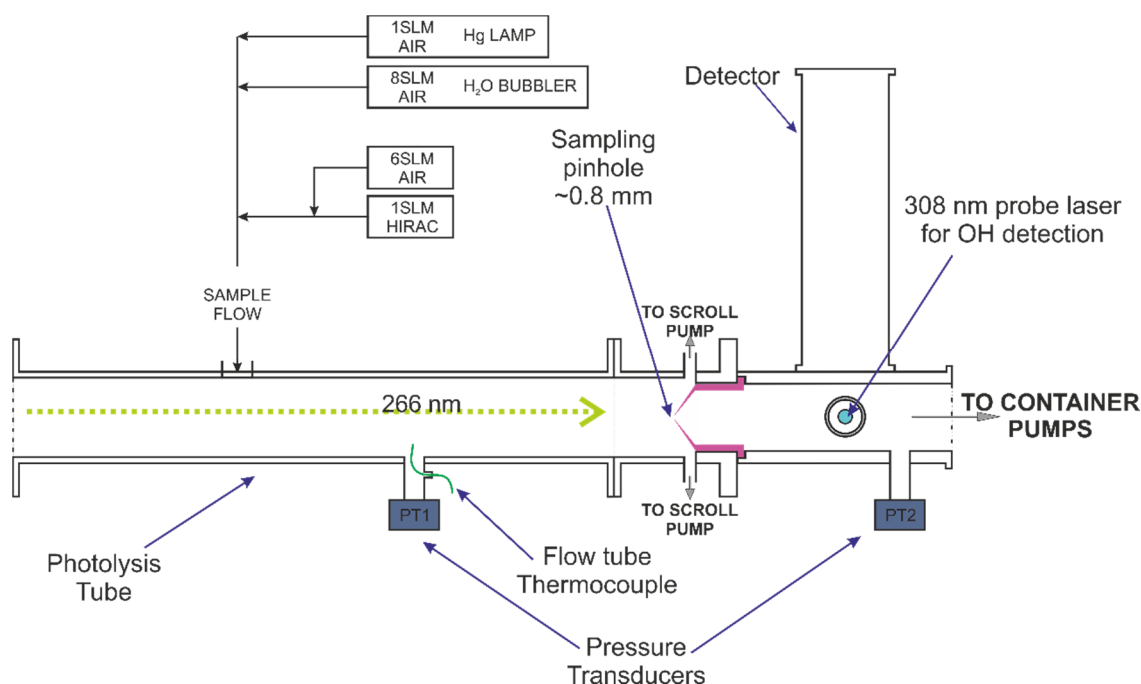 1SLM
AIR
Hg LAMP
8SLM
AIR
H₂O BUBBLER
6SLM
AIR
1SLM
HIRAC
SAMPLE
FLOW
Sampling
pinhole
~0.8 mm
Detector
308 nm probe laser
for OH detection
TO SCROLL
PUMP
266 nm
TO CONTAINER
PUMPS
TO SCROLL
PUMP
PT1
PT2
Photolysis
Tube
Flow tube
Thermocouple
Pressure
Transducers